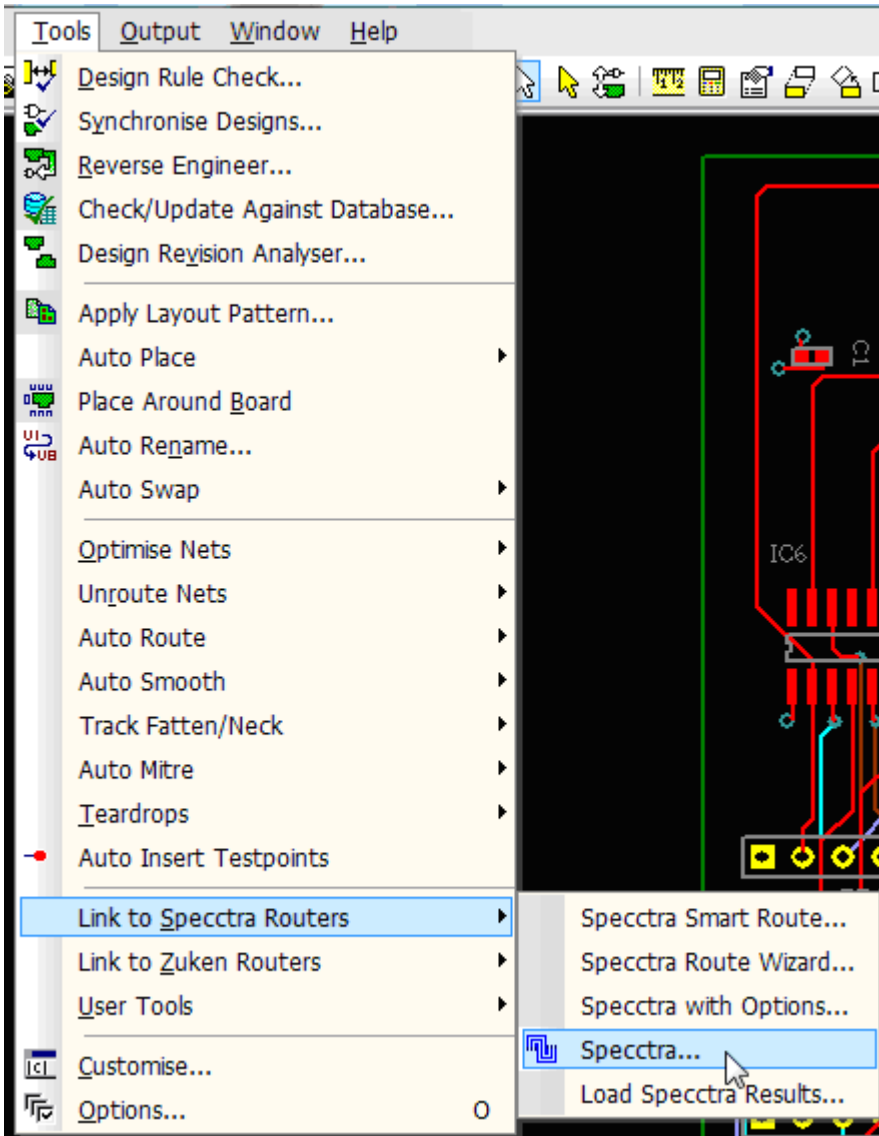 Tools Output Window Help
Design Rule Check...
Synchronise Designs...
Reverse Engineer...
Check/Update Against Database...
Design Revision Analyser...
Apply Layout Pattern...
Auto Place
Place Around Board
Auto Rename...
Auto Swap
Optimise Nets
Unroute Nets
Auto Route
Auto Smooth
Track Fatten/Neck
Auto Mitre
Teardrops
Auto Insert Testpoints
Link to Specctra Routers
Link to Zuken Routers
User Tools
Customise...
Options... O
Specctra Smart Route...
Specctra Route Wizard...
Specctra with Options...
Specctra...
Load Specctra Results...
C1
IC6